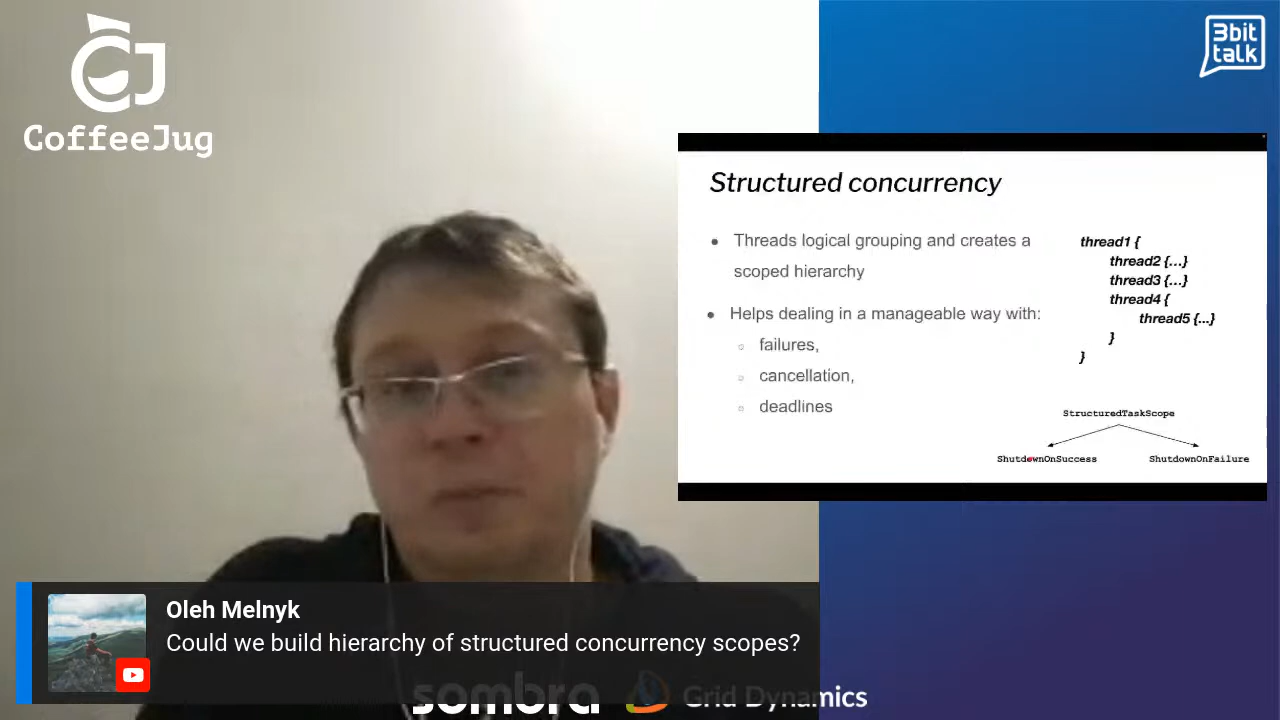 CJ
CoffeeJug
3bit
talk
Structured concurrency
Threads logical grouping and creates a
scoped hierarchy
Helps dealing in a manageable way with:
failures,
cancellation,
deadlines
thread1 {
thread2 {...}
thread3 {...}
thread4 {
thread5 {...}
}
}
StructuredTaskScope
ShutdownOnSuccess
ShutdownOnFailure
Oleh Melnyk
Could we build hierarchy of structured concurrency scopes?
sombra
Grid Dynamics